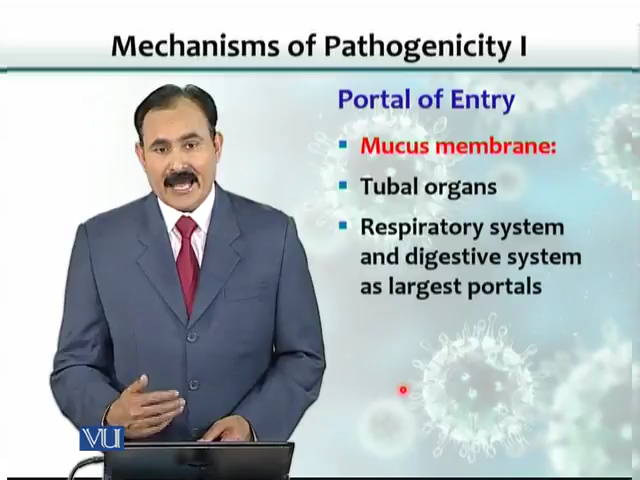 Mechanisms of Pathogenicity I
Portal of Entry
Mucus membrane:
Tubal organs
Respiratory system
and digestive system
as largest portals
VU